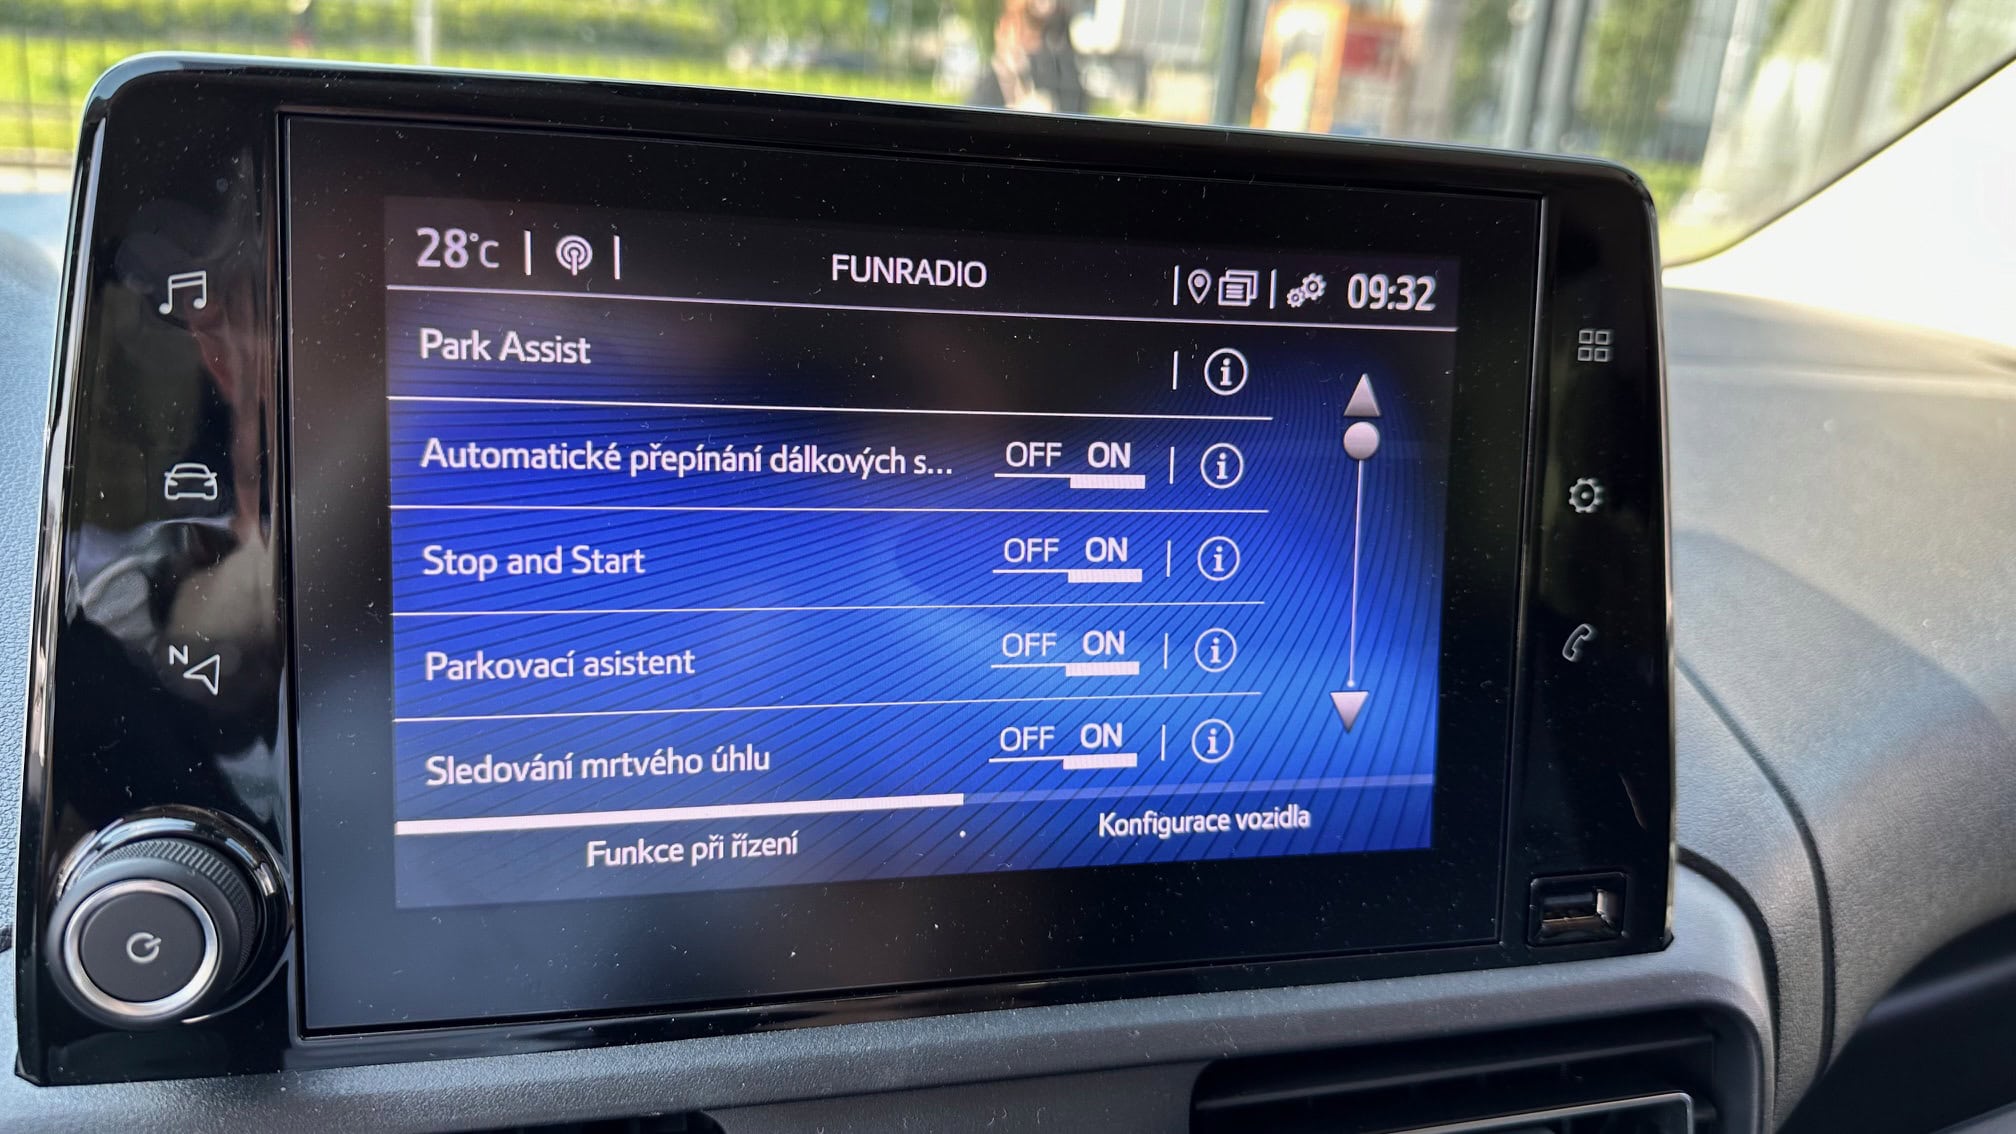 28°C FUNRADIO 09:32
Park Assist
Automatické přepínání dálkových s... OFF ON
Stop and Start OFF ON
Parkovací asistent OFF ON
Sledování mrtvého úhlu OFF ON
Funkce při řízení Konfigurace vozidla
N